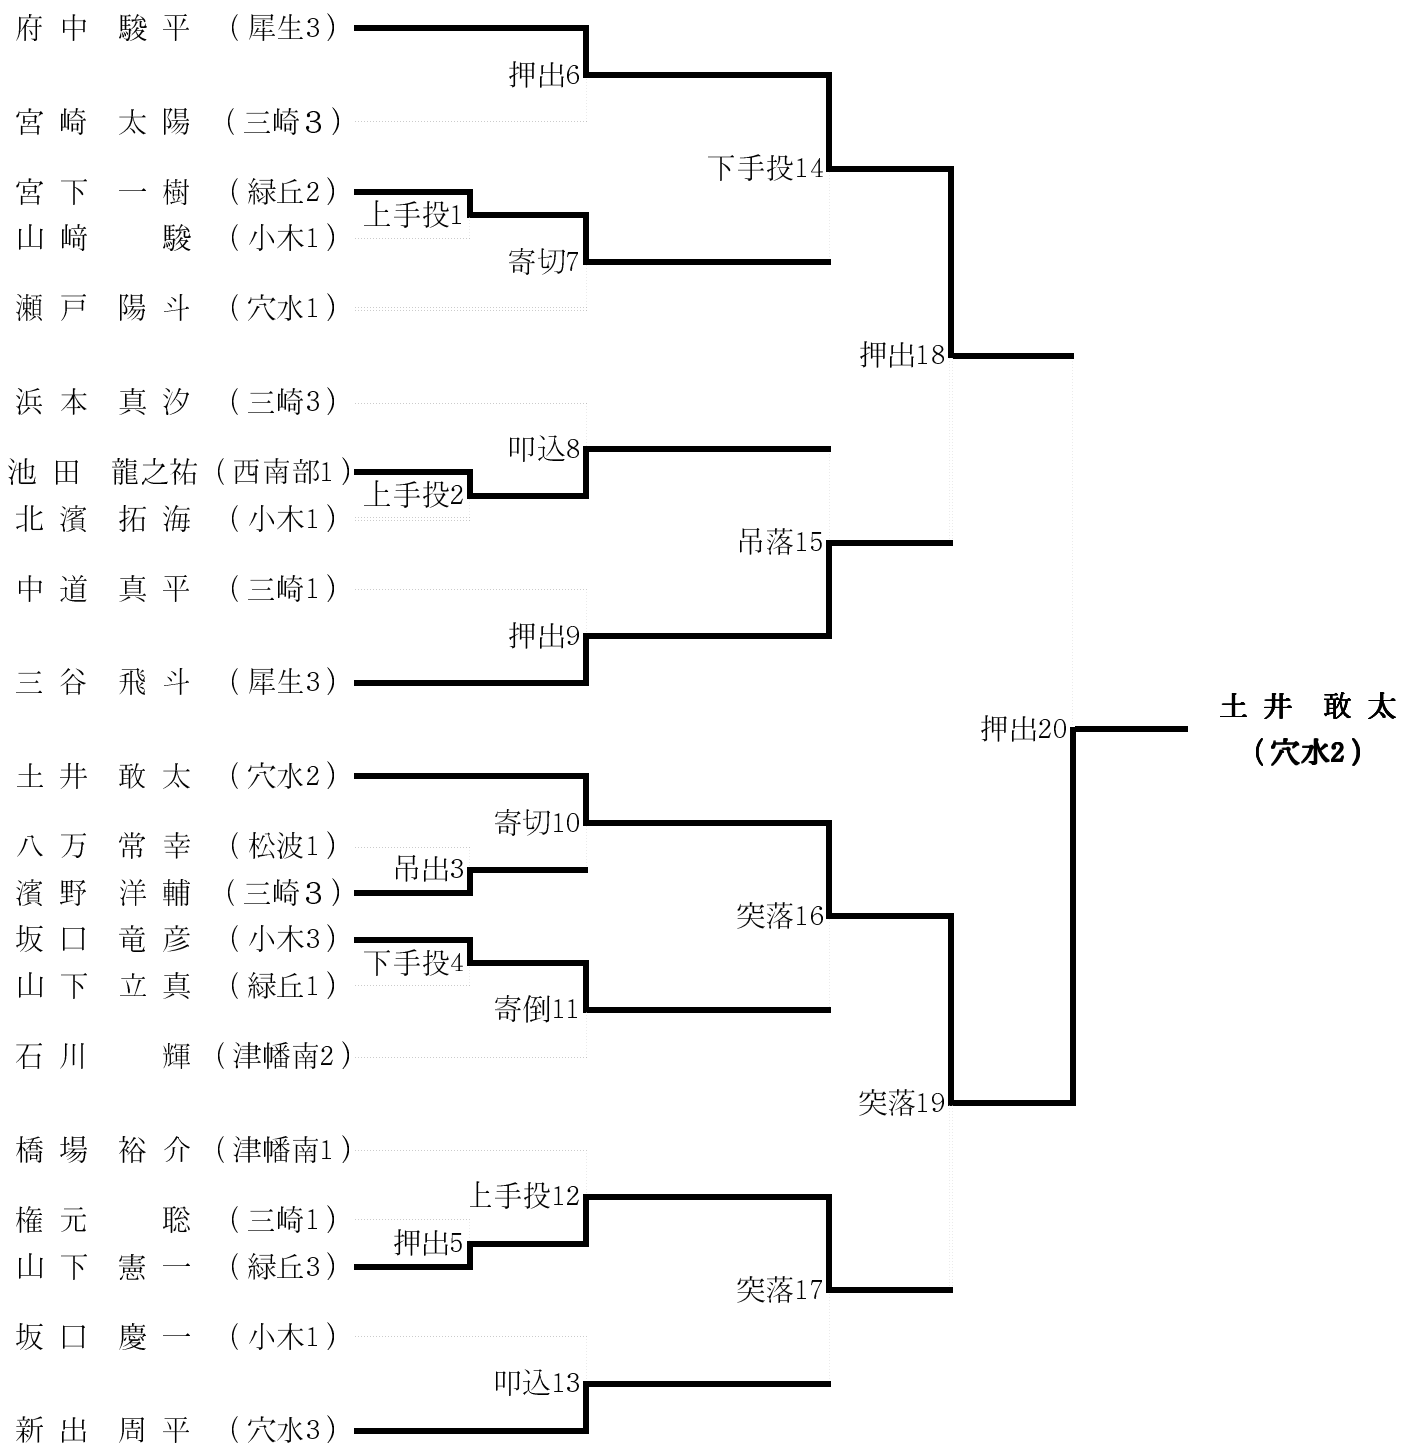 府中 駿平 (犀生3)
押出6
宮崎 太陽 (三崎３)
下手投14
宮下 一樹 (緑丘2)
上手投1
山﨑 駿 (小木1)
寄切7
瀬戸 陽斗 (穴水1)
押出18
浜本 真汐 (三崎3)
叩込8
池田 龍之祐 (西南部1)
上手投2
北濱 拓海 (小木1)
吊落15
中道 真平 (三崎1)
押出9
三谷 飛斗 (犀生3)
土井 敢太
押出20
(穴水2)
土井 敢太 (穴水2)
寄切10
八万 常幸 (松波1)
吊出3
濱野 洋輔 (三崎３)
突落16
坂口 竜彦 (小木3)
下手投4
山下 立真 (緑丘1)
寄倒11
石川 輝 (津幡南2)
突落19
橋場 裕介 (津幡南1)
上手投12
権元 聡 (三崎1)
押出5
山下 憲一 (緑丘3)
突落17
坂口 慶一 (小木1)
叩込13
新出 周平 (穴水3)